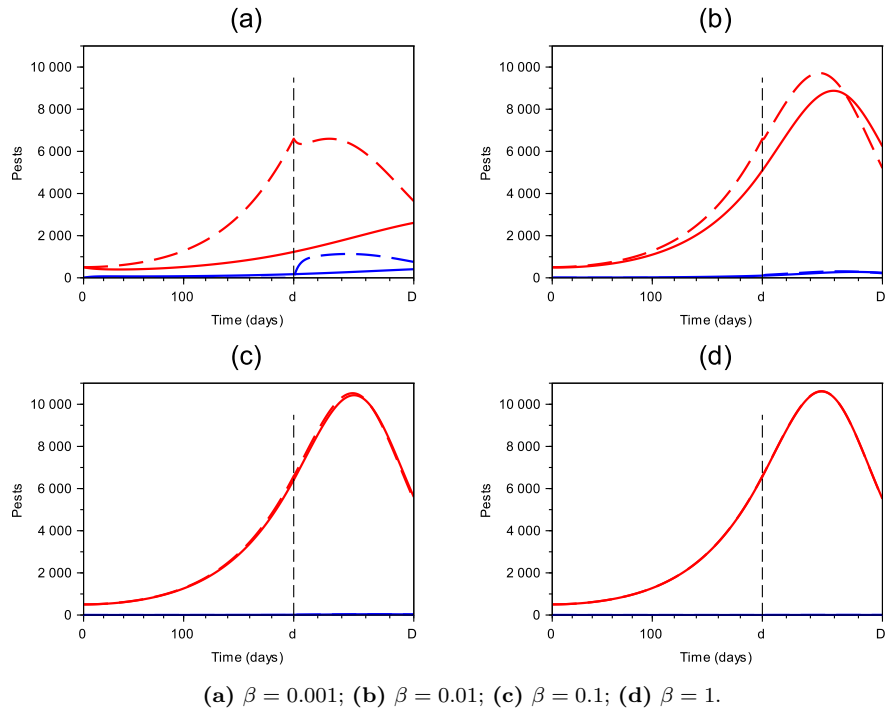 (a)
10 000
8 000
6 000
4 000
2 000
0
Pests
0 100 d D
Time (days)
(b)
10 000
8 000
6 000
4 000
2 000
0
Pests
0 100 d D
Time (days)
(c)
10 000
8 000
6 000
4 000
2 000
0
Pests
0 100 d D
Time (days)
(d)
10 000
8 000
6 000
4 000
2 000
0
Pests
0 100 d D
Time (days)
(a) β = 0.001; (b) β = 0.01; (c) β = 0.1; (d) β = 1.